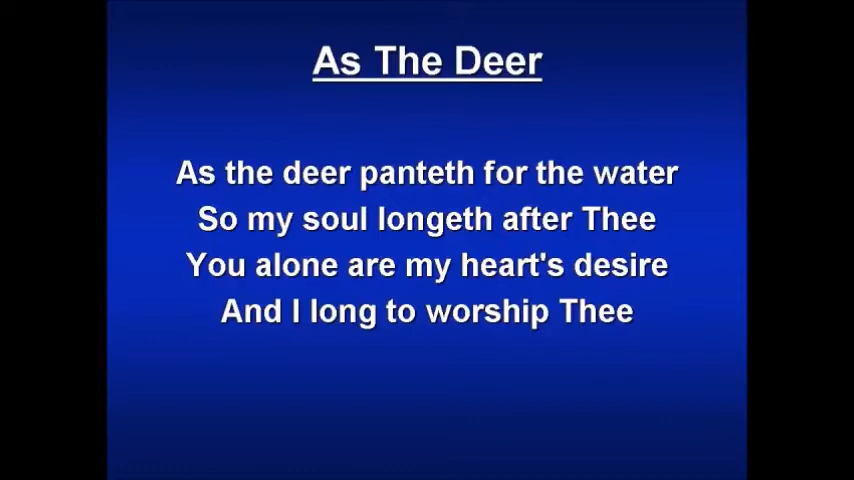 As The Deer
As the deer panteth for the water
So my soul longeth after Thee
You alone are my heart's desire
And I long to worship Thee